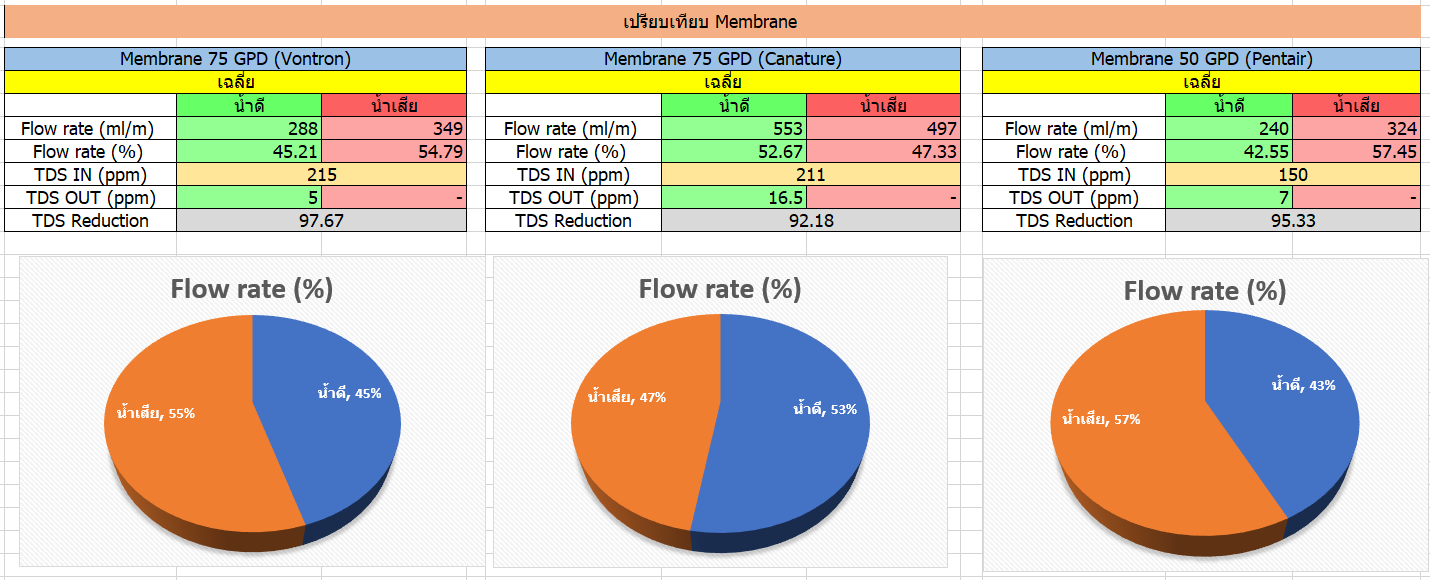 เปรียบเทียบ Membrane
Membrane 75 GPD (Vontron)
เฉลี่ย
น้ำดี น้ำเสีย
Flow rate (ml/m) 288 349
Flow rate (%) 45.21 54.79
TDS IN (ppm) 215
TDS OUT (ppm) 5 -
TDS Reduction 97.67
Membrane 75 GPD (Canature)
เฉลี่ย
น้ำดี น้ำเสีย
Flow rate (ml/m) 553 497
Flow rate (%) 52.67 47.33
TDS IN (ppm) 211
TDS OUT (ppm) 16.5 -
TDS Reduction 92.18
Membrane 50 GPD (Pentair)
เฉลี่ย
น้ำดี น้ำเสีย
Flow rate (ml/m) 240 324
Flow rate (%) 42.55 57.45
TDS IN (ppm) 150
TDS OUT (ppm) 7 -
TDS Reduction 95.33
Flow rate (%)
น้ำดี, 45%
น้ำเสีย, 55%
Flow rate (%)
น้ำเสีย, 47%
น้ำดี, 53%
Flow rate (%)
น้ำดี, 43%
น้ำเสีย, 57%